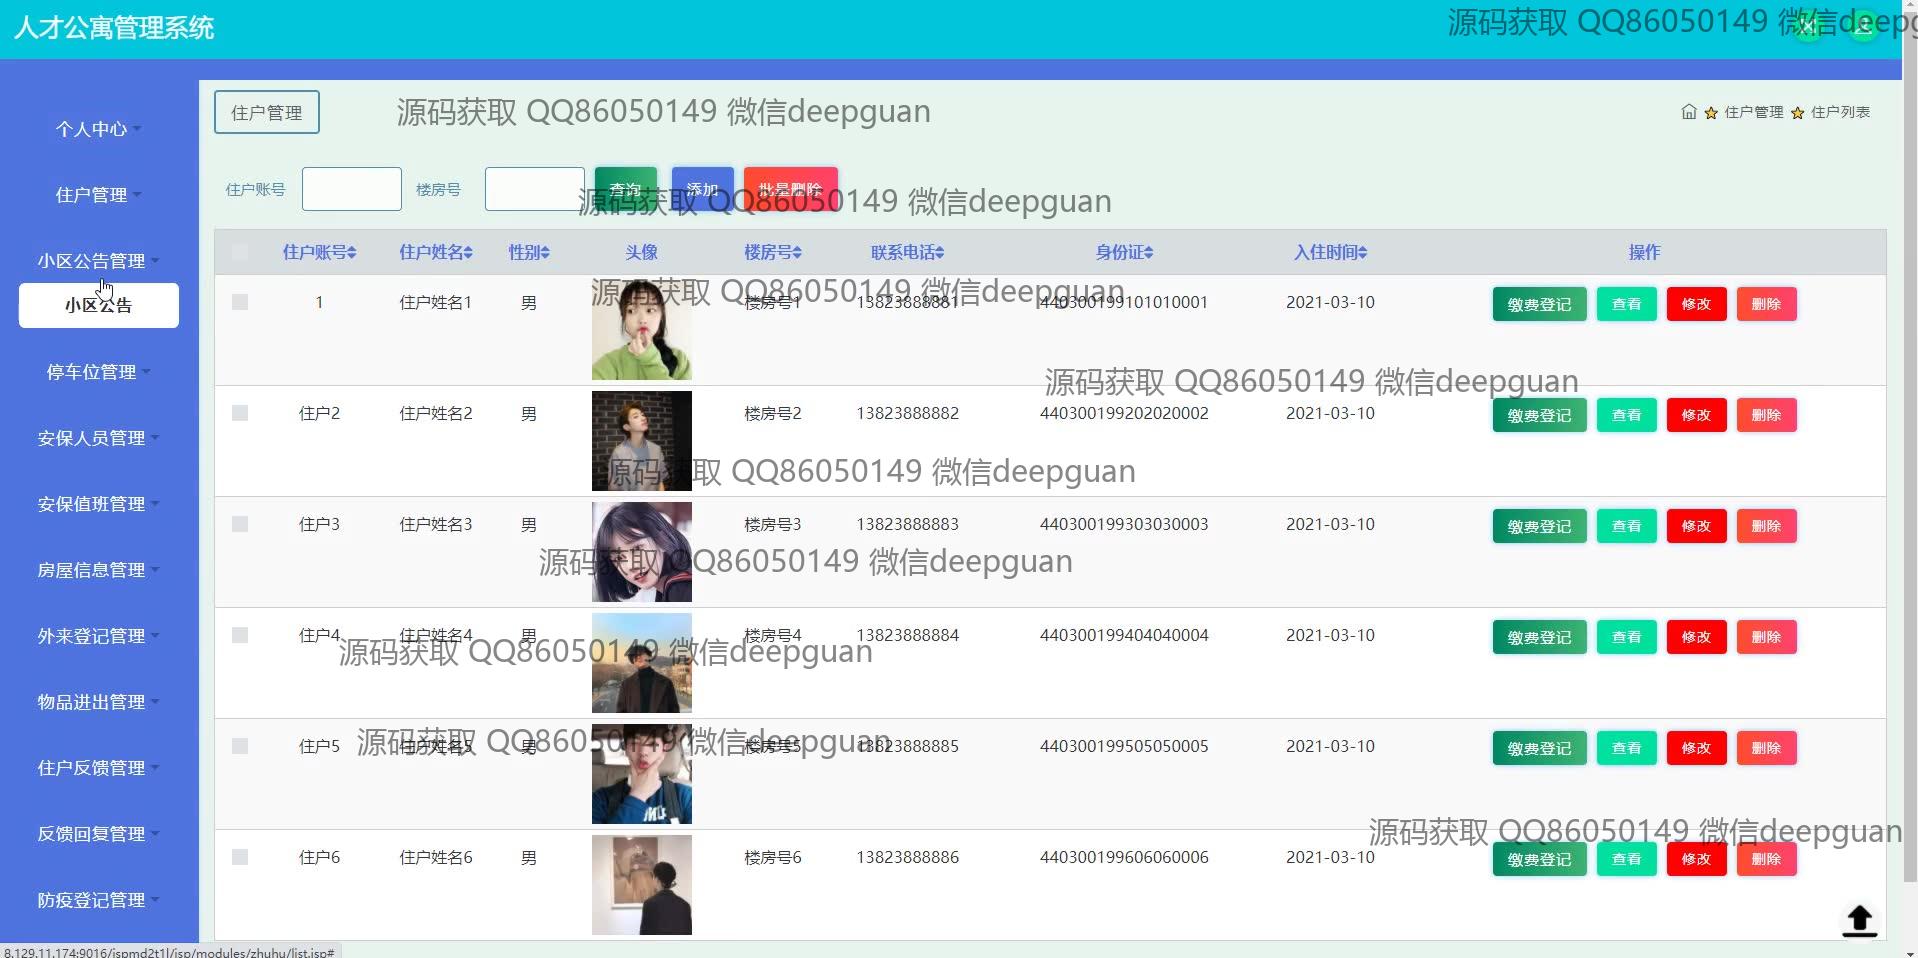 人才公寓管理系统
源码获取 QQ86050149 微信deepg
个人中心
住户管理
小区公告管理
小区公告
停车位管理
安保人员管理
安保值班管理
房屋信息管理
外来登记管理
物品进出管理
住户反馈管理
反馈回复管理
防疫登记管理
住户管理
源码获取 QQ86050149 微信deepguan
住户管理 住户列表
住户账号 楼房号 查询 添加 批量删除
源码获取 QQ86050149 微信deepguan
住户账号 住户姓名 性别 头像 楼房号 联系电话 身份证 入住时间 操作
源码获取 QQ86050149 微信deepguan
1 住户姓名1 男 楼房号1 13823888881 440300199101010001 2021-03-10 缴费登记 查看 修改 删除
源码获取 QQ86050149 微信deepguan
住户2 住户姓名2 男 楼房号2 13823888882 440300199202020002 2021-03-10 缴费登记 查看 修改 删除
源码获取 QQ86050149 微信deepguan
住户3 住户姓名3 男 楼房号3 13823888883 440300199303030003 2021-03-10 缴费登记 查看 修改 删除
源码获取 QQ86050149 微信deepguan
住户4 住户姓名4 男 楼房号4 13823888884 440300199404040004 2021-03-10 缴费登记 查看 修改 删除
源码获取 QQ86050149 微信deepguan
住户5 住户姓名5 男 楼房号5 13823888885 440300199505050005 2021-03-10 缴费登记 查看 修改 删除
源码获取 QQ86050149 微信deepguan
源码获取 QQ86050149 微信deepguan
住户6 住户姓名6 男 楼房号6 13823888886 440300199606060006 2021-03-10 缴费登记 查看 修改 删除
8.129.11.174:9016/jspmd2t1l/jsp/modules/zhuhu/list.jsp#